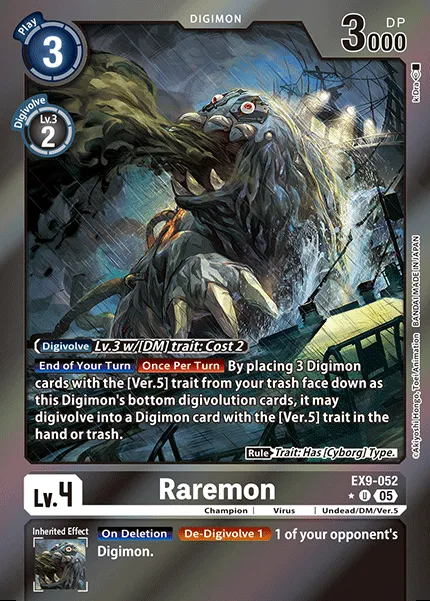 DIGIMON
Play
3
DP
3000
Digivolve
Lv.3
2
Digivolve Lv.3 w/[DM] trait: Cost 2
End of Your Turn Once Per Turn By placing 3 Digimon
cards with the [Ver.5] trait from your trash face down as
this Digimon's bottom digivolution cards, it may
digivolve into a Digimon card with the [Ver.5] trait in the
hand or trash.
Rule Trait: Has [Cyborg] Type.
©Akiyoshi Hongo, Toei Animation BANDAI MADE IN JAPAN
Lv.4
Raremon
EX9-052
U 05
Champion Virus Undead/DM/Ver.5
Inherited Effect
On Deletion De-Digivolve 1 1 of your opponent's
Digimon.